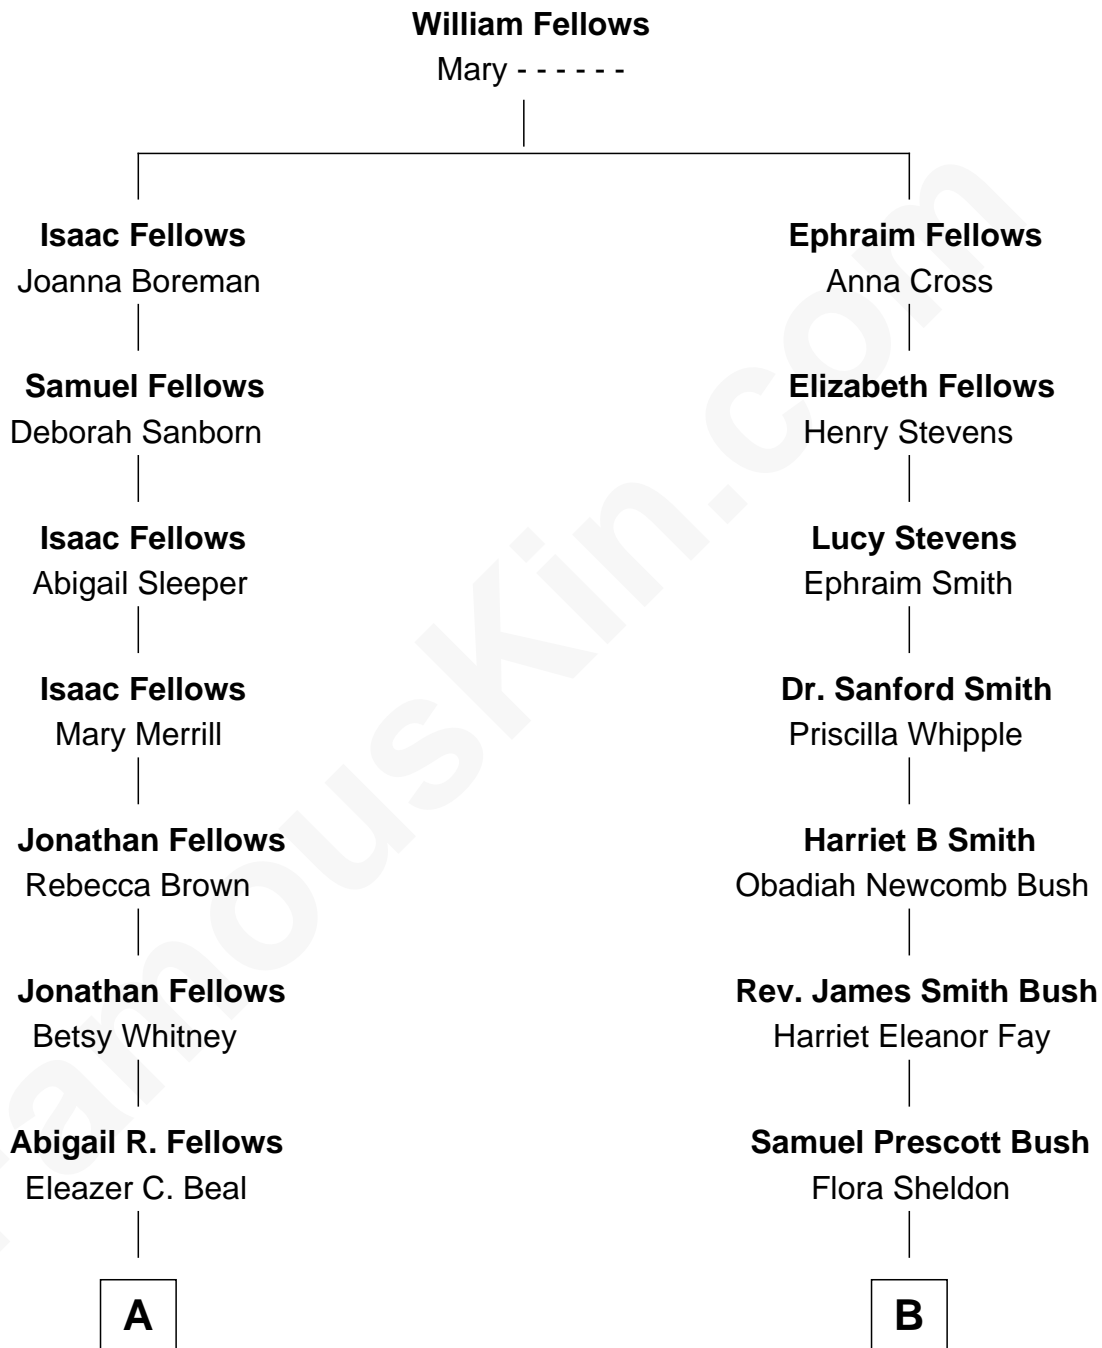 William Fellows
Mary - - - - - -
Isaac Fellows
Joanna Boreman
Samuel Fellows
Deborah Sanborn
Isaac Fellows
Abigail Sleeper
Isaac Fellows
Mary Merrill
Jonathan Fellows
Rebecca Brown
Jonathan Fellows
Betsy Whitney
Abigail R. Fellows
Eleazer C. Beal
A
Ephraim Fellows
Anna Cross
Elizabeth Fellows
Henry Stevens
Lucy Stevens
Ephraim Smith
Dr. Sanford Smith
Priscilla Whipple
Harriet B Smith
Obadiah Newcomb Bush
Rev. James Smith Bush
Harriet Eleanor Fay
Samuel Prescott Bush
Flora Sheldon
B
FamousKin.com